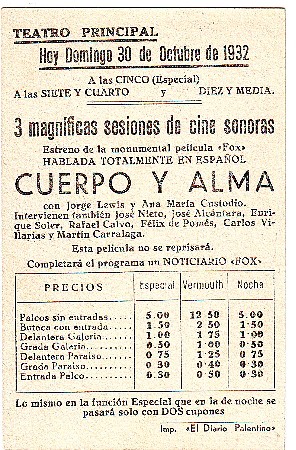 TEATRO PRINCIPAL
Hoy Domingo 30 de Octubre de 1932
A las CINCO (Especial)
A las SIETE Y CUARTO y DIEZ Y MEDIA.
3 magníficas sesiones de cine sonoras
Estreno de la monumental película «Fox»
HABLADA TOTALMENTE EN ESPAÑOL
CUERPO Y ALMA
con Jorge Lewis y Ana María Custodio.
Intervienen también José Nieto, José Alcántara, Enri-
que Soler, Rafael Calvo, Félix de Pomés, Carlos Vi-
llarias y Martín Garralaga.
Esta película no se reprisará.
Completará el programa un NOTICIARIO «FOX»
PRECIOS Especial Vermouth Noche
Palcos sin entradas..... 5.00 12 50 5.00
Butaca con entrada..... 1.50 2 50 1·50
Delantera Galería...... 1.00 1 75 1·00
Grada Galería......... 0.50 1 00 0·50
Delantera Paraíso...... 0 75 1·25 0 75
Grada Paraíso......... 0.30 0 40 0·30
Entrada Palco......... 0.50 0·50 0.50
Lo mismo en la función Especial que en la de noche se
pasará solo con DOS cupones
Imp. «El Diario Palentino»